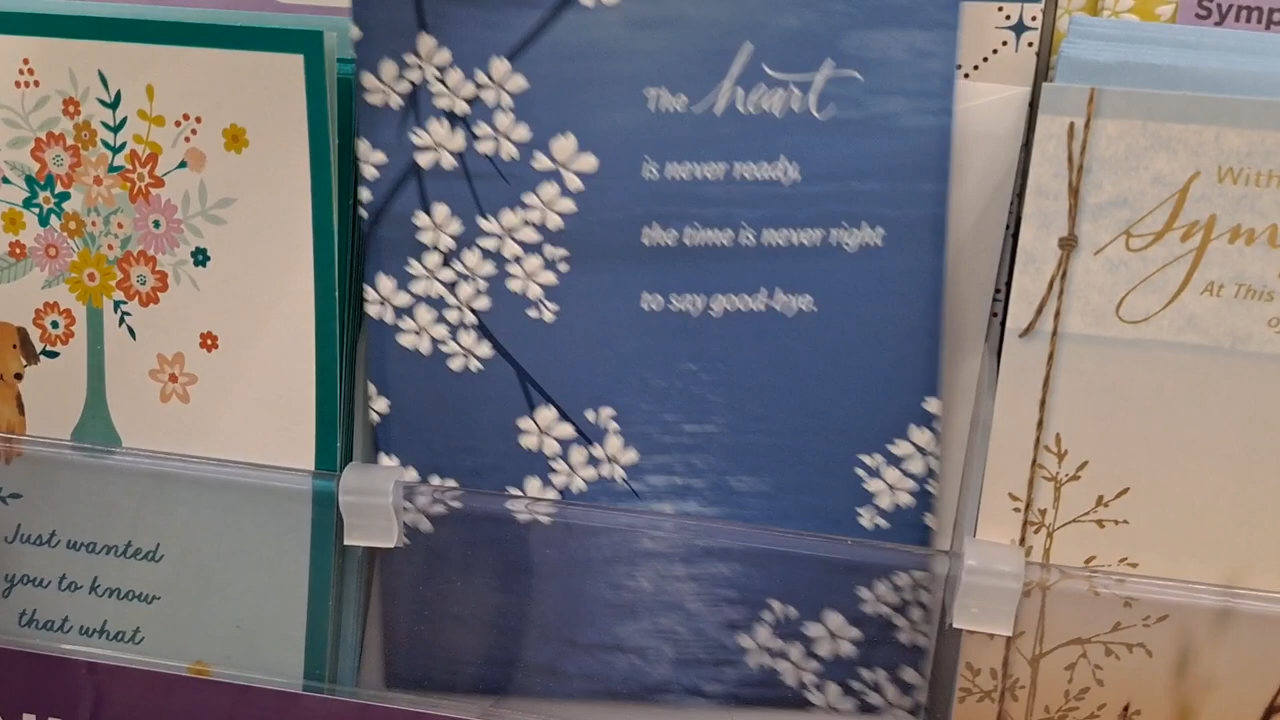 Symp
The heart
is never ready,
the time is never right
to say good-bye.
With
Sym
At This
Just wanted
you to know
that what